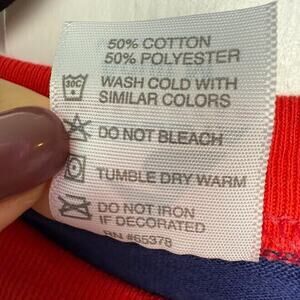 50% COTTON
50% POLYESTER
30C WASH COLD WITH
SIMILAR COLORS
DO NOT BLEACH
TUMBLE DRY WARM
DO NOT IRON
IF DECORATED
RN #65378